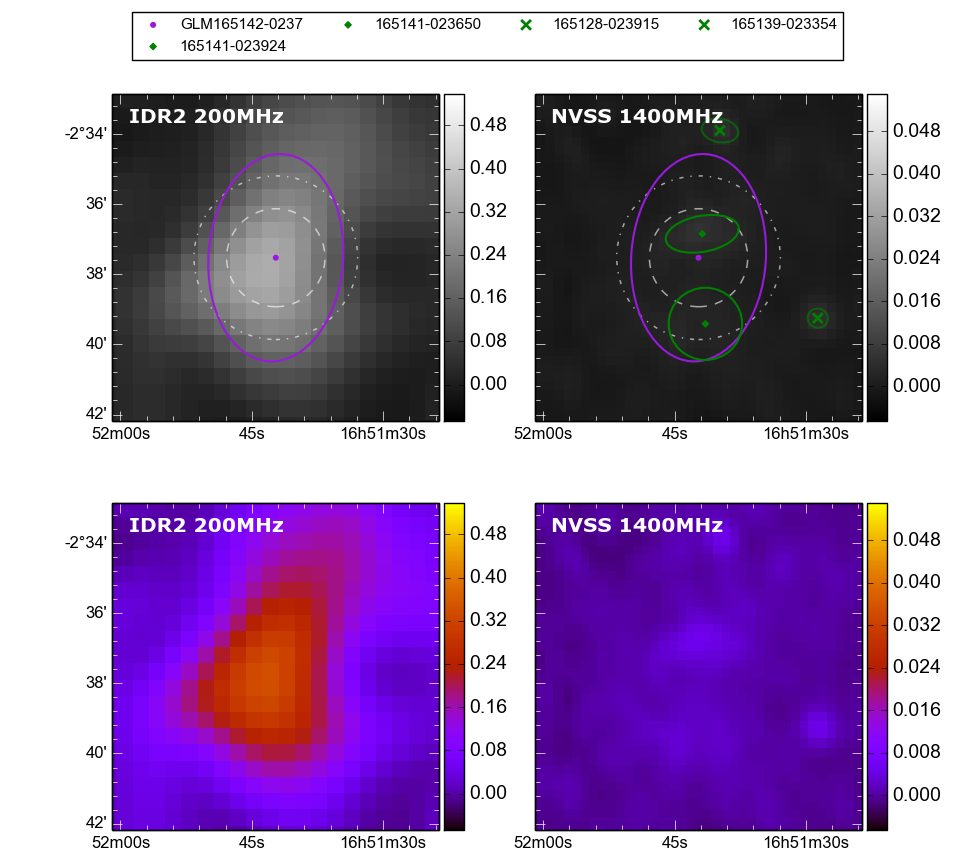 GLM165142-0237 165141-023650 165128-023915 165139-023354
165141-023924
IDR2 200MHz NVSS 1400MHz
-2°34' 0.48 0.048
0.40 0.040
36' 0.32 0.032
0.24 0.024
38' 0.16 0.016
40' 0.08 0.008
0.00 0.000
42'
52m00s 45s 16h51m30s 52m00s 45s 16h51m30s
IDR2 200MHz NVSS 1400MHz
-2°34' 0.48 0.048
0.40 0.040
36' 0.32 0.032
0.24 0.024
38' 0.16 0.016
40' 0.08 0.008
0.00 0.000
42'
52m00s 45s 16h51m30s 52m00s 45s 16h51m30s